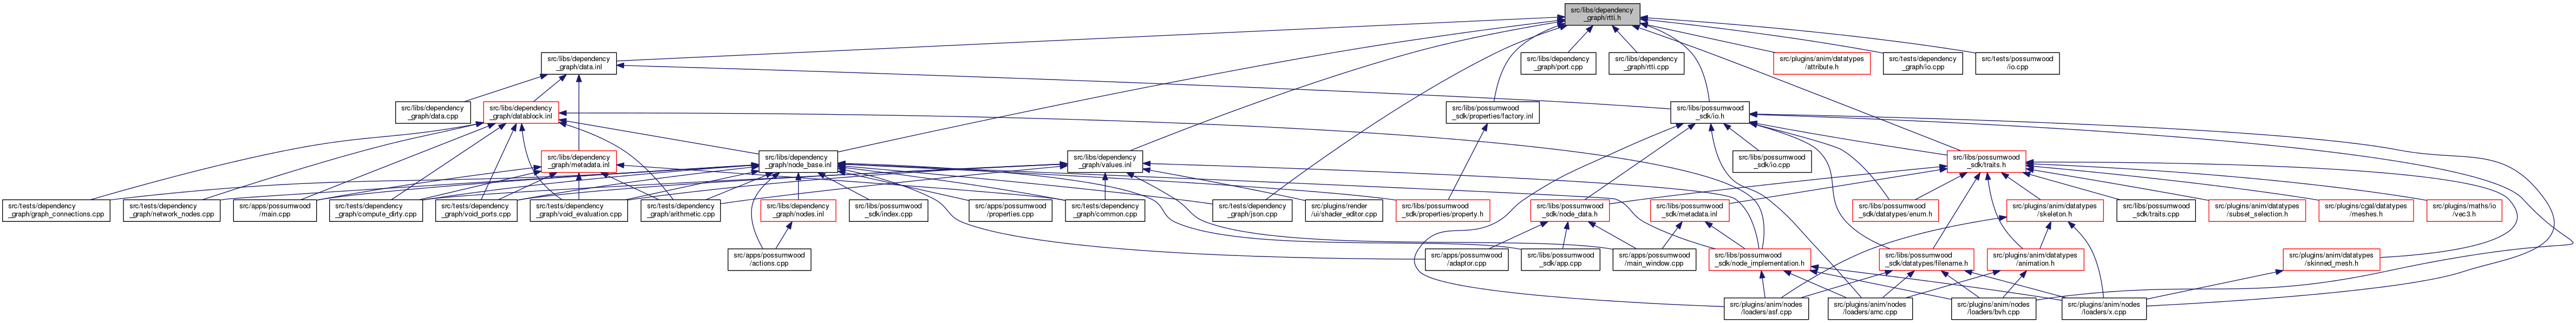 src/libs/dependency
_graph/rtti.h
src/libs/dependency
_graph/data.inl
src/libs/dependency
_graph/port.cpp
src/libs/dependency
_graph/rtti.cpp
src/plugins/anim/datatypes
/attribute.h
src/tests/dependency
_graph/io.cpp
src/tests/possumwood
/io.cpp
src/libs/dependency
_graph/data.cpp
src/libs/dependency
_graph/datablock.inl
src/libs/possumwood
_sdk/properties/factory.inl
src/libs/possumwood
_sdk/io.h
src/libs/dependency
_graph/metadata.inl
src/libs/dependency
_graph/node_base.inl
src/libs/dependency
_graph/values.inl
src/libs/possumwood
_sdk/io.cpp
src/libs/possumwood
_sdk/traits.h
src/tests/dependency
_graph/graph_connections.cpp
src/tests/dependency
_graph/network_nodes.cpp
src/apps/possumwood
/main.cpp
src/tests/dependency
_graph/compute_dirty.cpp
src/tests/dependency
_graph/void_ports.cpp
src/tests/dependency
_graph/void_evaluation.cpp
src/tests/dependency
_graph/arithmetic.cpp
src/libs/dependency
_graph/nodes.inl
src/libs/possumwood
_sdk/index.cpp
src/apps/possumwood
/properties.cpp
src/tests/dependency
_graph/common.cpp
src/tests/dependency
_graph/json.cpp
src/plugins/render
/ui/shader_editor.cpp
src/libs/possumwood
_sdk/properties/property.h
src/libs/possumwood
_sdk/node_data.h
src/libs/possumwood
_sdk/metadata.inl
src/libs/possumwood
_sdk/datatypes/enum.h
src/plugins/anim/datatypes
/skeleton.h
src/libs/possumwood
_sdk/traits.cpp
src/plugins/anim/datatypes
/subset_selection.h
src/plugins/cgal/datatypes
/meshes.h
src/plugins/maths/io
/vec3.h
src/apps/possumwood
/actions.cpp
src/apps/possumwood
/adaptor.cpp
src/libs/possumwood
_sdk/app.cpp
src/apps/possumwood
/main_window.cpp
src/libs/possumwood
_sdk/node_implementation.h
src/libs/possumwood
_sdk/datatypes/filename.h
src/plugins/anim/datatypes
/animation.h
src/plugins/anim/datatypes
/skinned_mesh.h
src/plugins/anim/nodes
/loaders/asf.cpp
src/plugins/anim/nodes
/loaders/amc.cpp
src/plugins/anim/nodes
/loaders/bvh.cpp
src/plugins/anim/nodes
/loaders/x.cpp